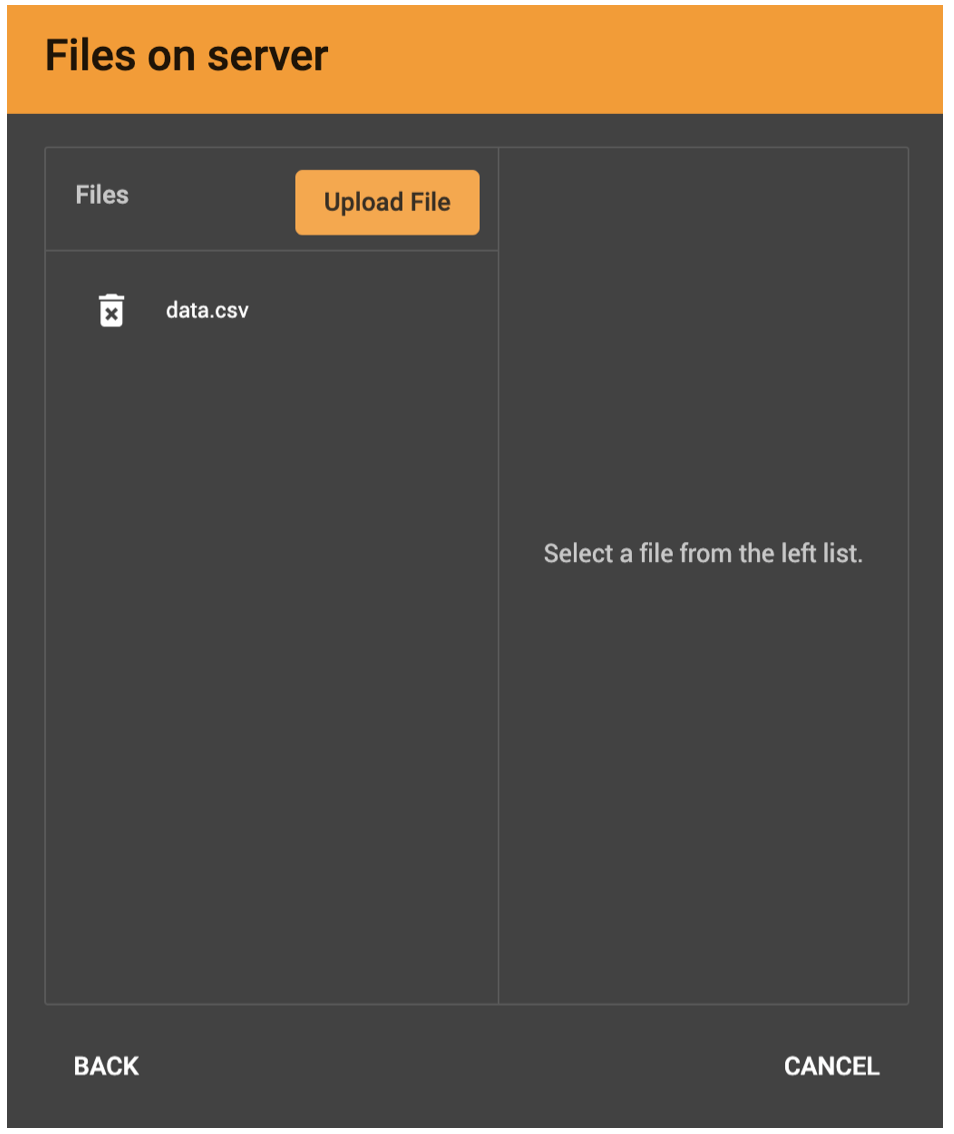 Files on server
Files
Upload File
data.csv
Select a file from the left list.
BACK
CANCEL